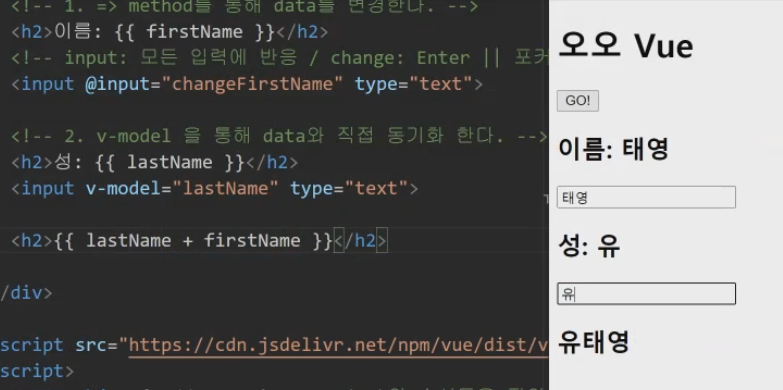 <!-- 1. => method를 통해 data를 변경한다. -->
<h2>이름: {{ firstName }}</h2>
<!-- input: 모든 입력에 반응 / change: Enter || 포커
<input @input="changeFirstName" type="text">
<!-- 2. v-model 을 통해 data와 직접 동기화 한다. -->
<h2>성: {{ lastName }}</h2>
<input v-model="lastName" type="text">
<h2>{{ lastName + firstName }}</h2>
/div>
script src="https://cdn.jsdelivr.net/npm/vue/dist/v
script>
오오 Vue
GO!
이름: 태영
태영
성: 유
유
유태영